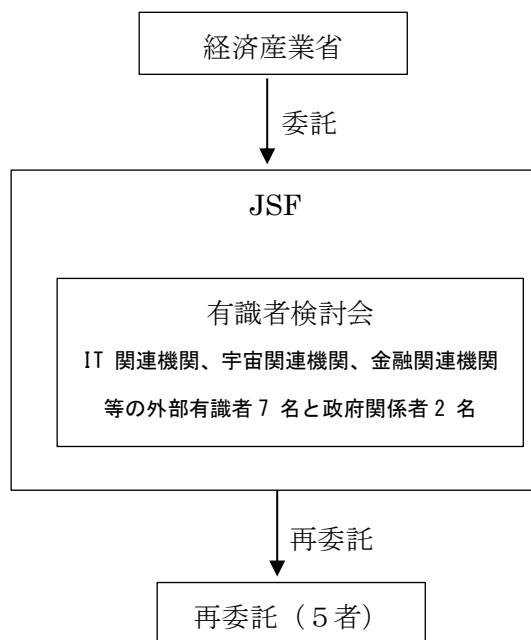 経済産業省
委託
JSF
有識者検討会
IT 関連機関、宇宙関連機関、金融関連機関
等の外部有識者 7 名と政府関係者 2 名
再委託
再委託（５者）